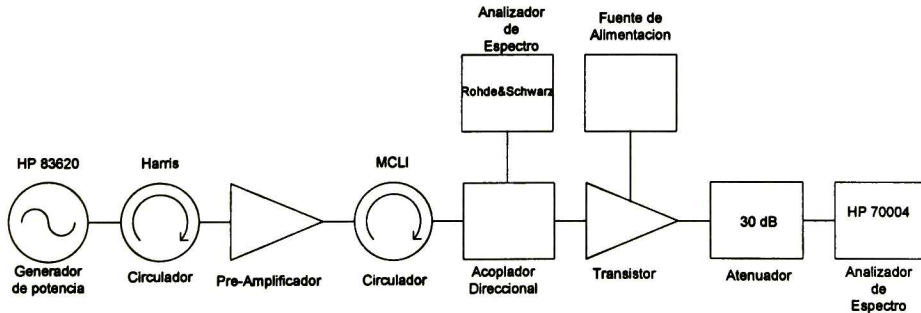 Analizador
de
Espectro
Fuente de
Alimentacion
Rohde&Schwarz
HP 83620
Harris
MCLI
30 dB
HP 70004
Generador
de potencia
Circulador
Pre-Amplificador
Circulador
Acoplador
Direccional
Transistor
Atenuador
Analizador
de
Espectro